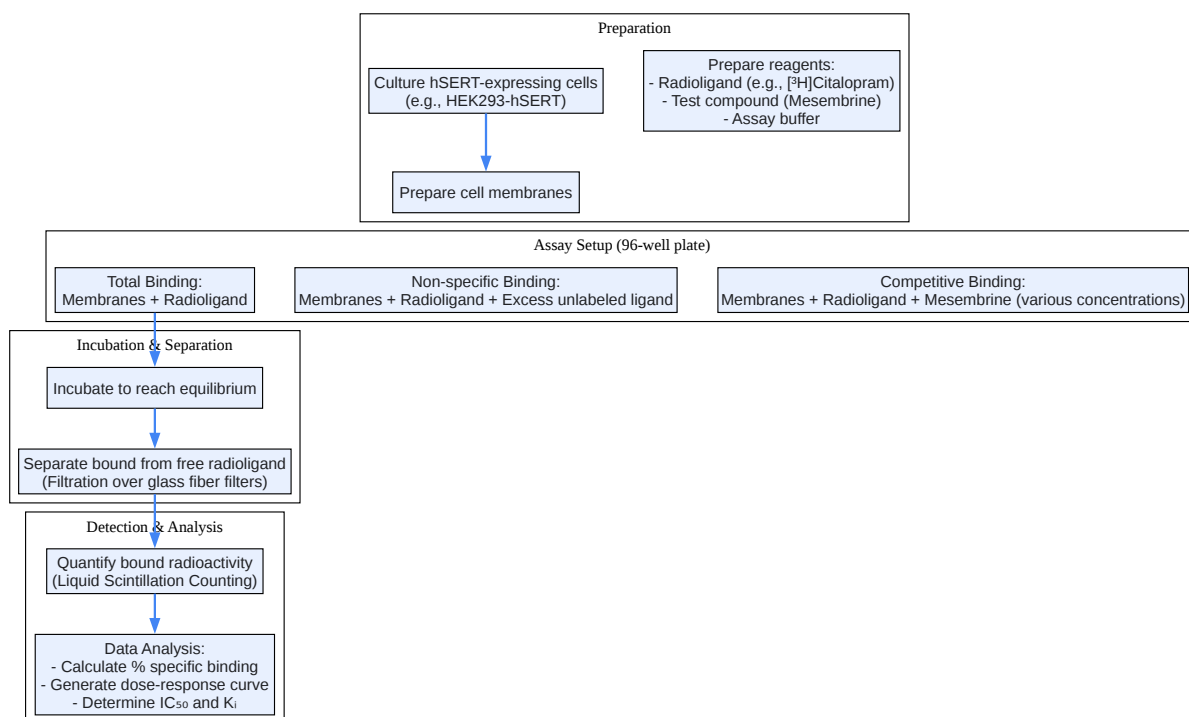 Preparation
Culture hSERT-expressing cells
(e.g., HEK293-hSERT)
Prepare reagents:
- Radioligand (e.g., [³H]Citalopram)
- Test compound (Mesembrine)
- Assay buffer
Prepare cell membranes
Assay Setup (96-well plate)
Total Binding:
Membranes + Radioligand
Non-specific Binding:
Membranes + Radioligand + Excess unlabeled ligand
Competitive Binding:
Membranes + Radioligand + Mesembrine (various concentrations)
Incubation & Separation
Incubate to reach equilibrium
Separate bound from free radioligand
(Filtration over glass fiber filters)
Detection & Analysis
Quantify bound radioactivity
(Liquid Scintillation Counting)
Data Analysis:
- Calculate % specific binding
- Generate dose-response curve
- Determine IC₅₀ and Kᵢ